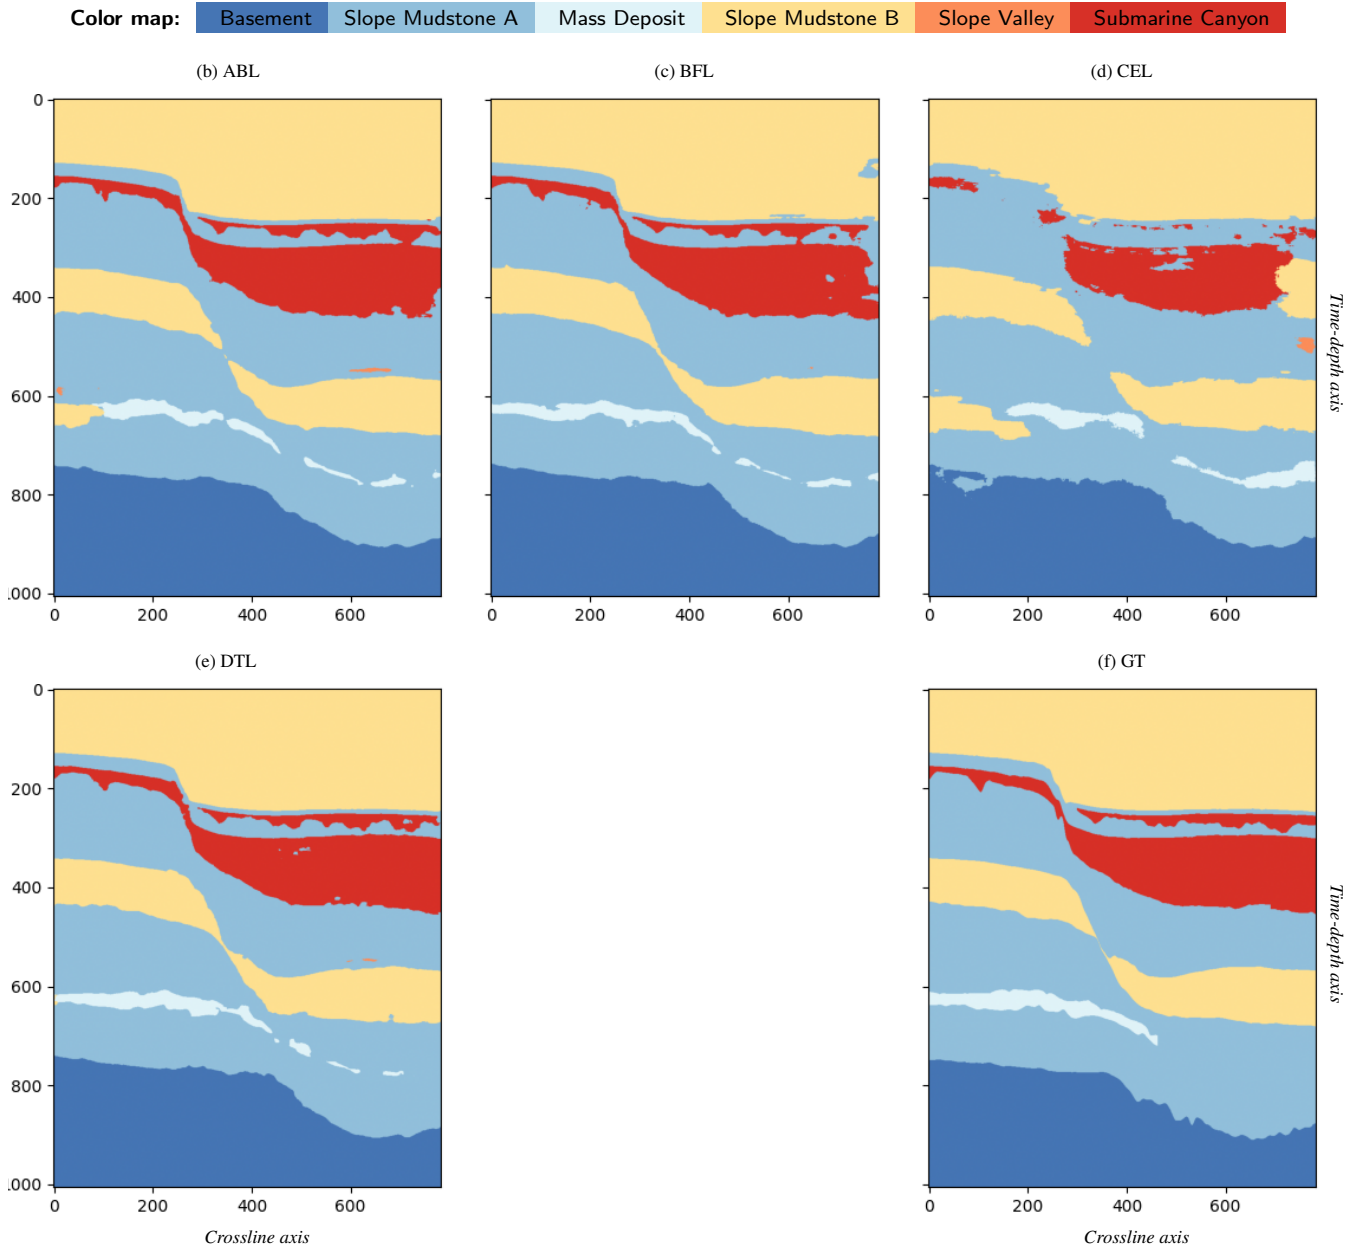 Color map: Basement Slope Mudstone A Mass Deposit Slope Mudstone B Slope Valley Submarine Canyon
(b) ABL (c) BFL (d) CEL
0
200
400
600
800
.000
0 200 400 600
0 200 400 600
0 200 400 600
Time-depth axis
(e) DTL (f) GT
0
200
400
600
800
.000
0 200 400 600
0 200 400 600
Time-depth axis
Crossline axis Crossline axis